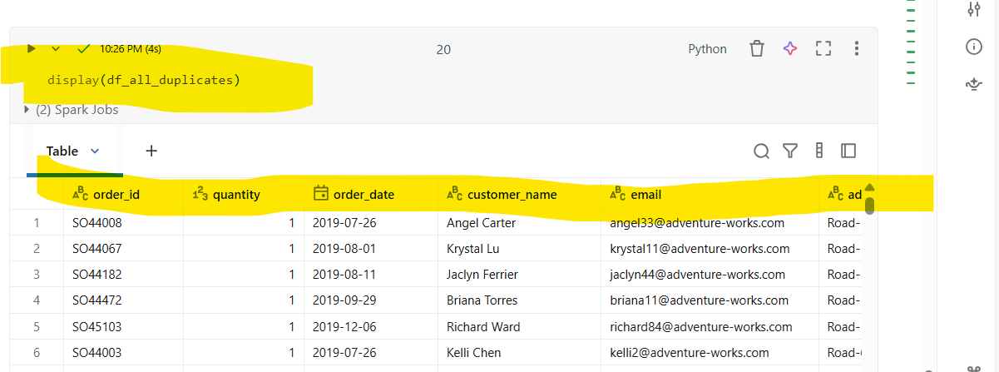 10:26 PM (4s)
20
Python
display(df_all_duplicates)
(2) Spark Jobs
Table
order_id quantity order_date customer_name email ad
1 SO44008 1 2019-07-26 Angel Carter angel33@adventure-works.com Road-
2 SO44067 1 2019-08-01 Krystal Lu krystal11@adventure-works.com Road-
3 SO44182 1 2019-08-11 Jaclyn Ferrier jaclyn44@adventure-works.com Road-
4 SO44472 1 2019-09-29 Briana Torres briana11@adventure-works.com Road-
5 SO45103 1 2019-12-06 Richard Ward richard84@adventure-works.com Road-
6 SO44003 1 2019-07-26 Kelli Chen kelli2@adventure-works.com Road-